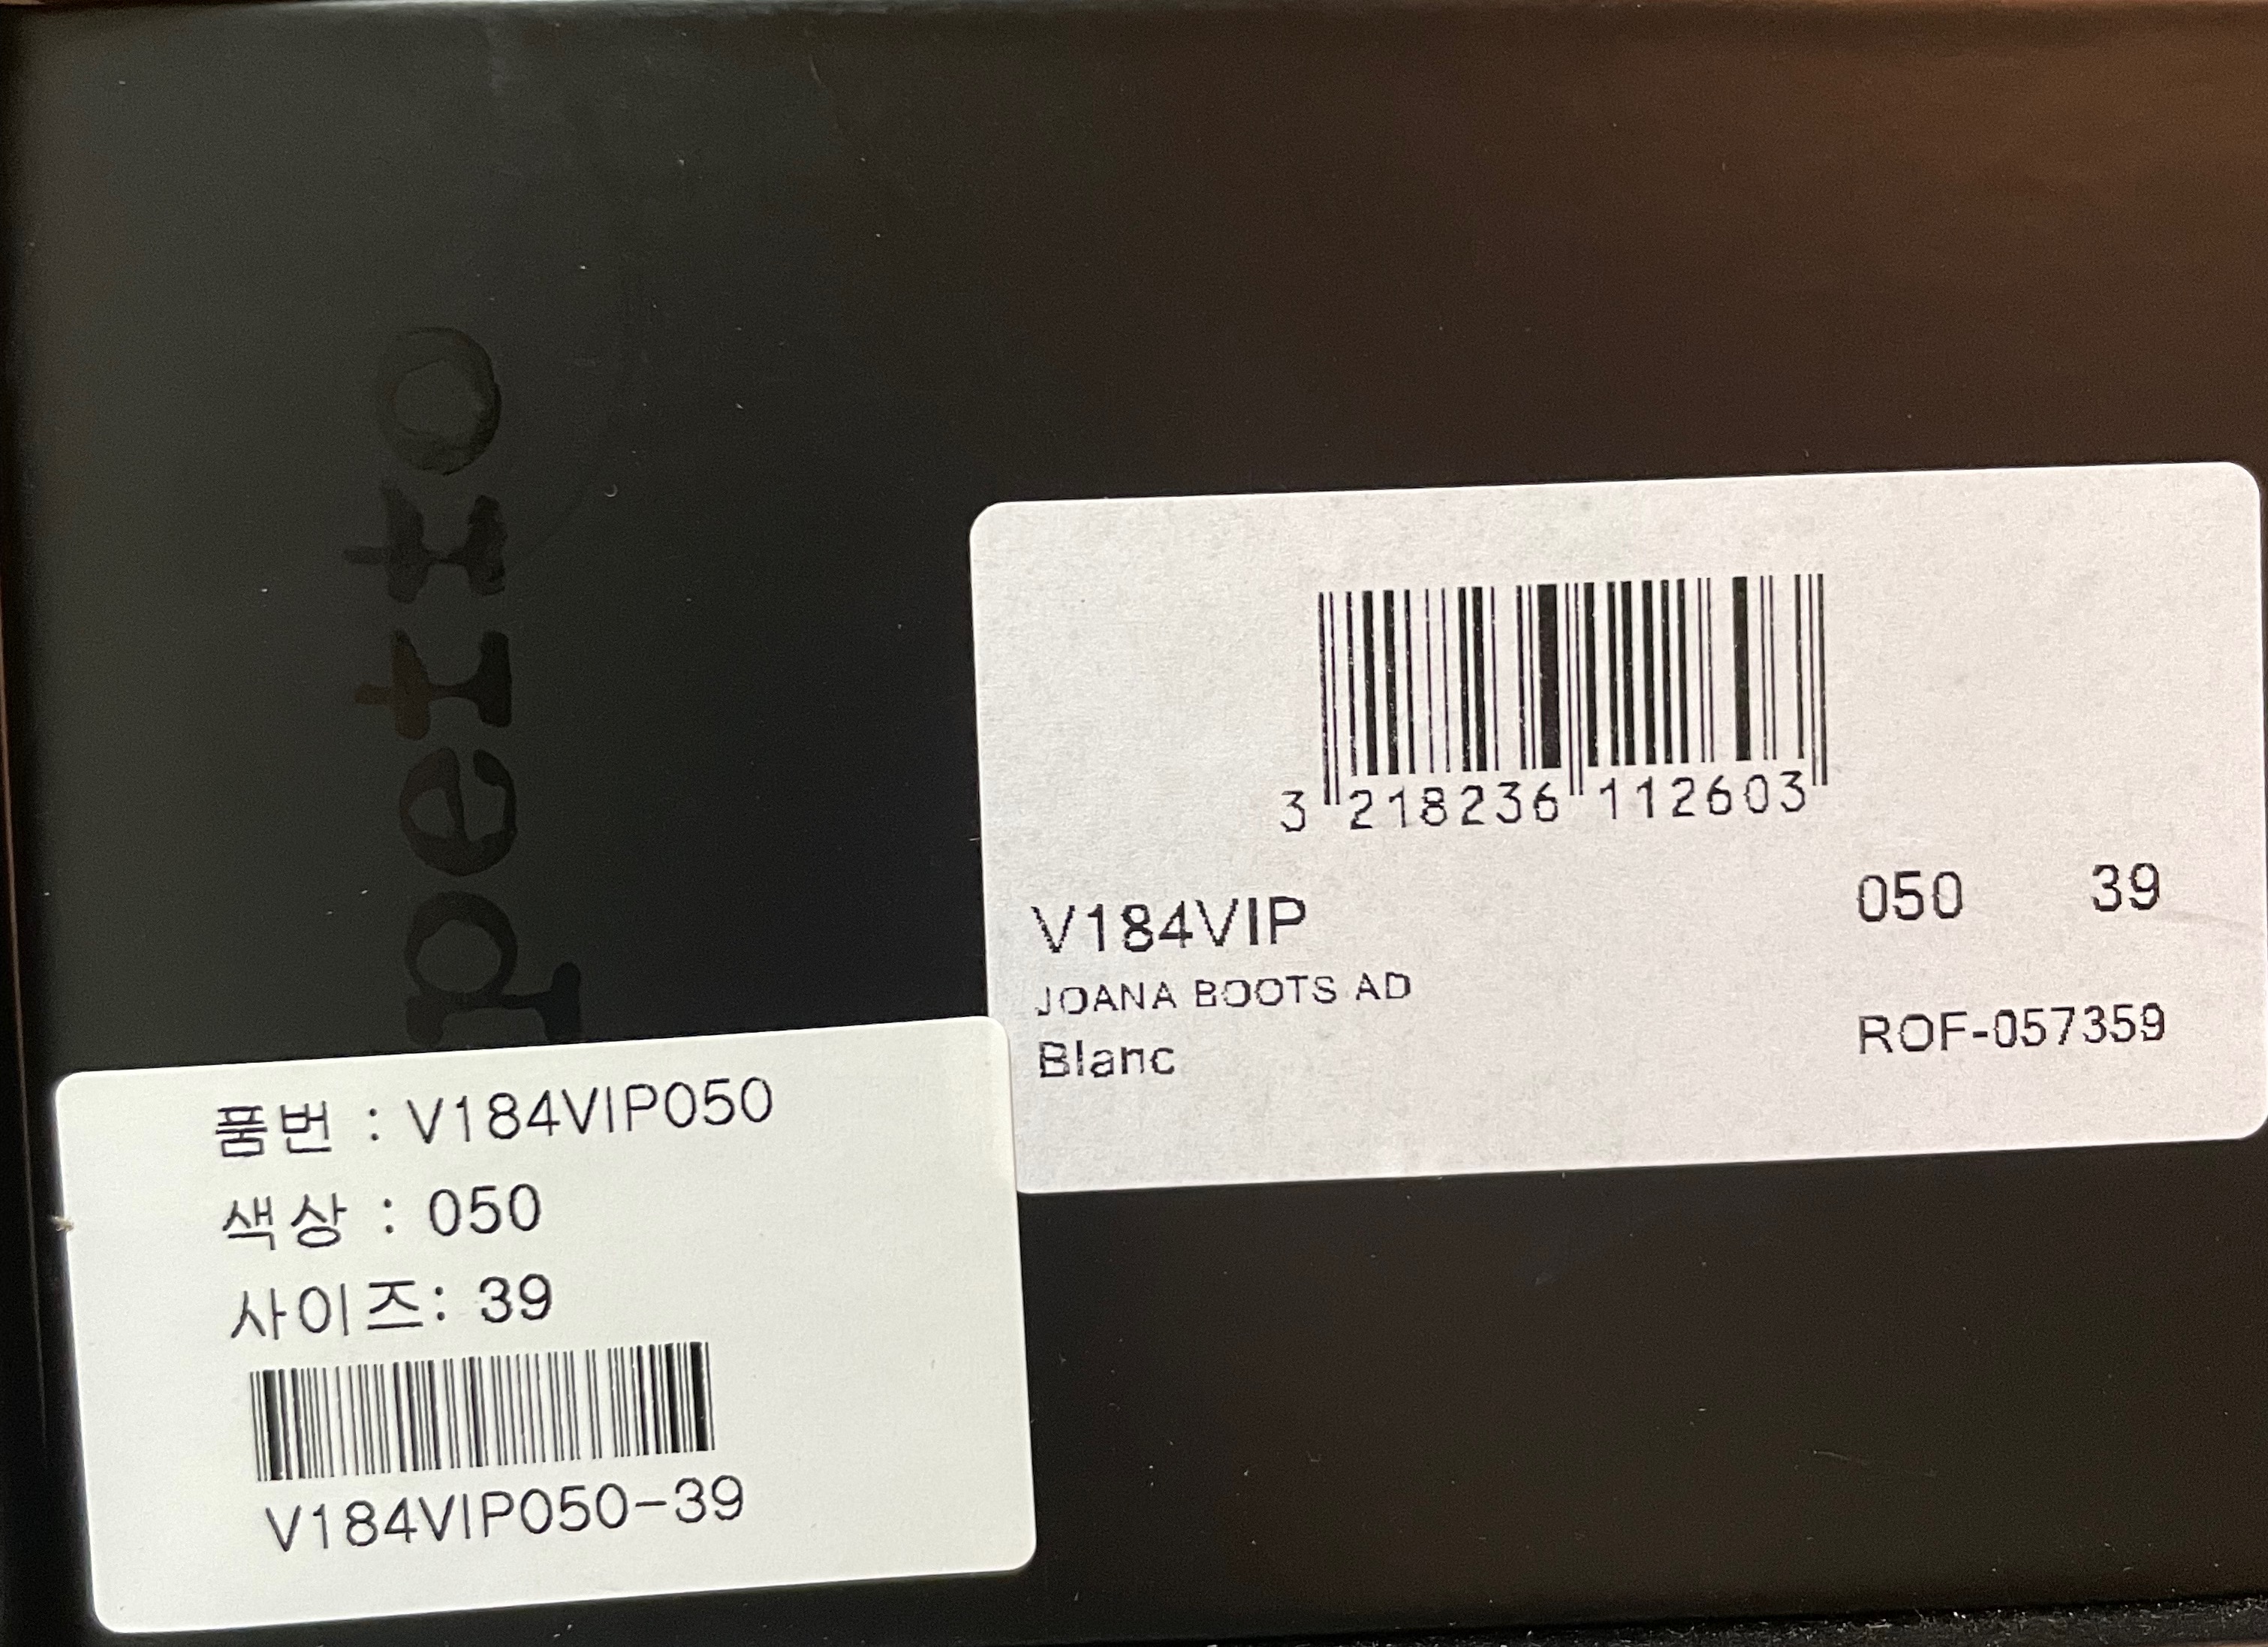 petto
3 218236 112603
V184VIP
050 39
JOANA BOOTS AD
Blanc
ROF-057359
품번 : V184VIP050
색상 : 050
사이즈: 39
V184VIP050-39